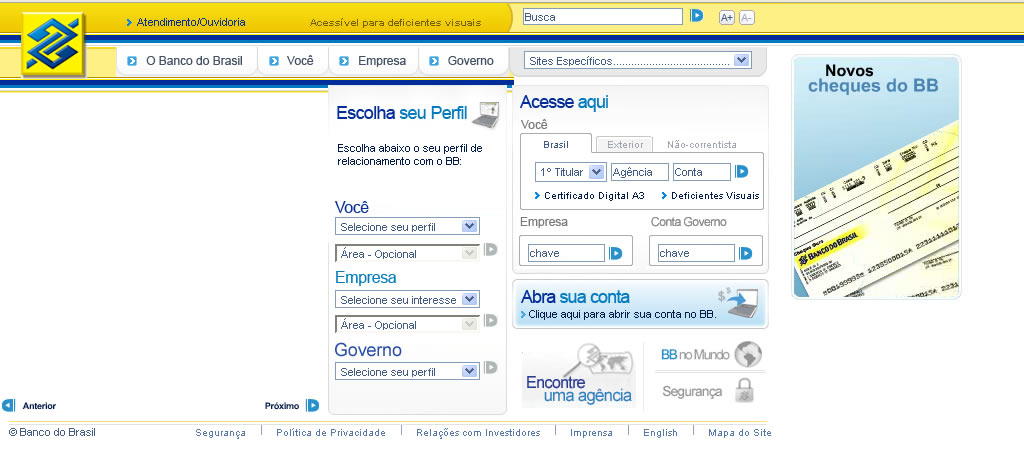 Atendimento/Ouvidoria
Acessível para deficientes visuais
Busca
A+ A-
O Banco do Brasil
Você
Empresa
Governo
Sites Específicos
Escolha seu Perfil
Escolha abaixo o seu perfil de
relacionamento com o BB:
Você
Selecione seu perfil
Área - Opcional
Empresa
Selecione seu interesse
Área - Opcional
Governo
Selecione seu perfil
Anterior
Próximo
Acesse aqui
Você
Brasil
Exterior
Não-correntista
1º Titular
Agência
Conta
Certificado Digital A3
Deficientes Visuais
Empresa
Conta Governo
chave
chave
Abra sua conta
Clique aqui para abrir sua conta no BB.
Encontre
uma agência
BB no Mundo
Segurança
Novos
cheques do BB
BANCO DO BRASIL
© Banco do Brasil
Segurança
Política de Privacidade
Relações com Investidores
Imprensa
English
Mapa do Site